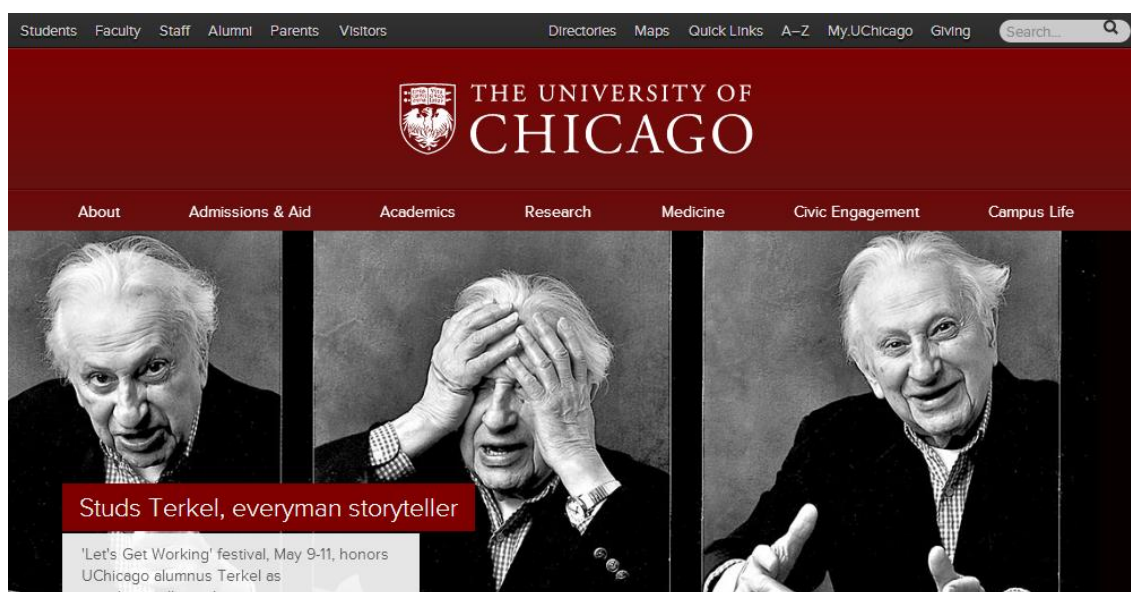 Students Faculty Staff Alumni Parents Visitors Directories Maps Quick Links A–Z My.UChicago Giving Search...
THE UNIVERSITY OF
CHICAGO
About Admissions & Aid Academics Research Medicine Civic Engagement Campus Life
Studs Terkel, everyman storyteller
'Let's Get Working' festival, May 9-11, honors
UChicago alumnus Terkel as